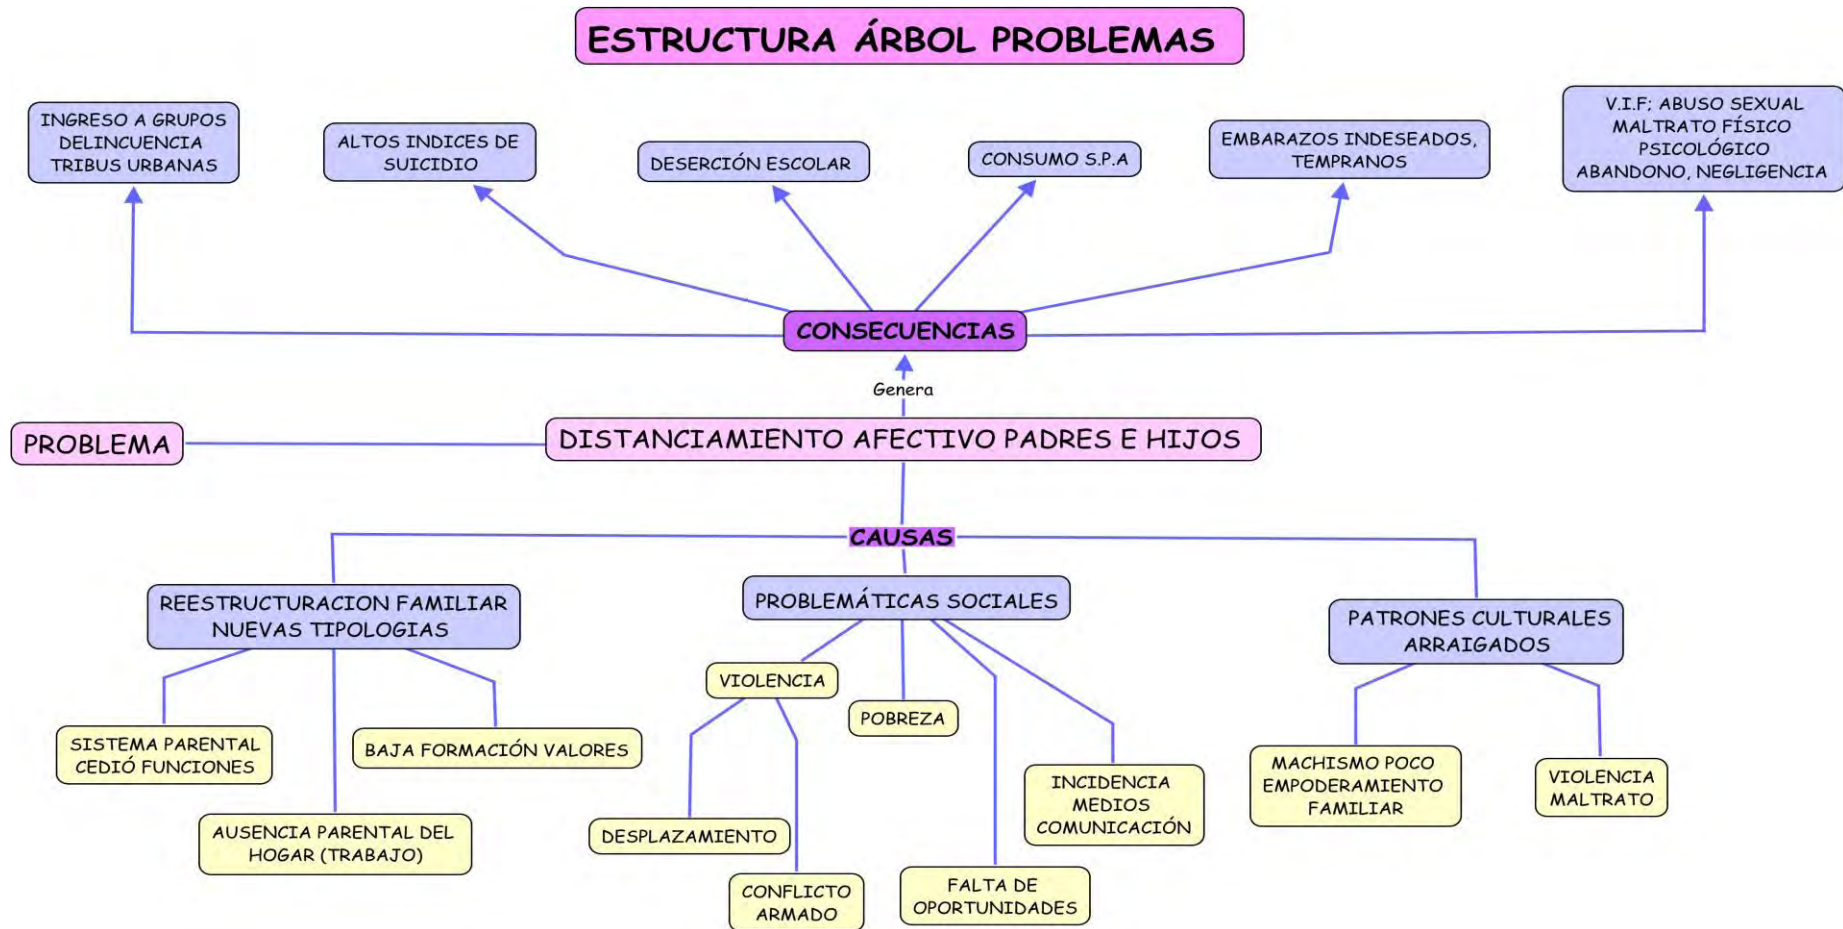 ESTRUCTURA ÁRBOL PROBLEMAS
INGRESO A GRUPOS
DELINCUENCIA
TRIBUS URBANAS
ALTOS INDICES DE
SUICIDIO
DESERCIÓN ESCOLAR
CONSUMO S.P.A
EMBARAZOS INDESEADOS,
TEMPRANOS
V.I.F; ABUSO SEXUAL
MALTRATO FÍSICO
PSICOLÓGICO
ABANDONO, NEGLIGENCIA
CONSECUENCIAS
Genera
PROBLEMA
DISTANCIAMIENTO AFECTIVO PADRES E HIJOS
CAUSAS
REESTRUCTURACION FAMILIAR
NUEVAS TIPOLOGIAS
PROBLEMÁTICAS SOCIALES
PATRONES CULTURALES
ARRAIGADOS
SISTEMA PARENTAL
CEDIÓ FUNCIONES
AUSENCIA PARENTAL DEL
HOGAR (TRABAJO)
BAJA FORMACIÓN VALORES
VIOLENCIA
DESPLAZAMIENTO
CONFLICTO
ARMADO
POBREZA
FALTA DE
OPORTUNIDADES
INCIDENCIA
MEDIOS
COMUNICACIÓN
MACHISMO POCO
EMPODERAMIENTO
FAMILIAR
VIOLENCIA
MALTRATO